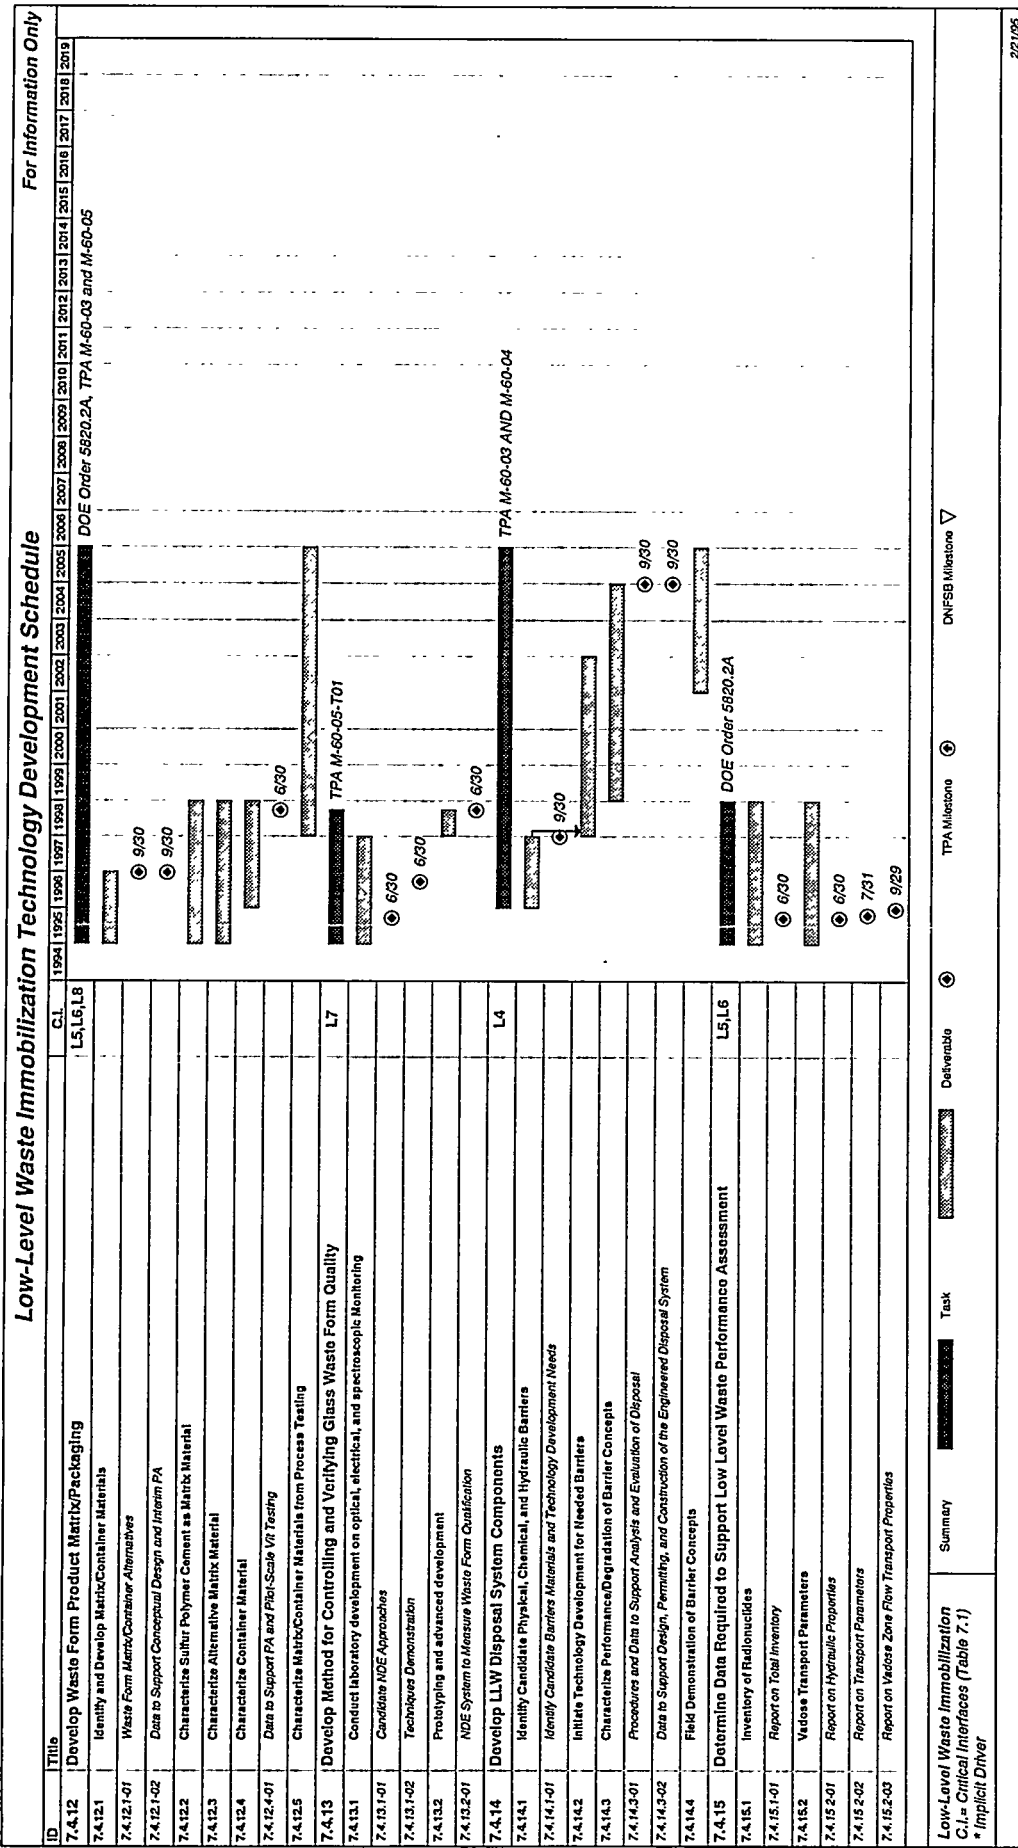 Low-Level Waste Immobilization Technology Development Schedule
For Information Only
ID Title C.I. 1994 1995 1996 1997 1998 1999 2000 2001 2002 2003 2004 2005 2006 2007 2008 2009 2010 2011 2012 2013 2014 2015 2016 2017 2018 2019
7.4.12 Develop Waste Form Product Matrix/Packaging L5,L6,L8 DOE Order 5820.2A, TPA M-60-03 and M-60-05
7.4.12.1 Identify and Develop Matrix/Container Materials
7.4.12.1-01 Waste Form Matrix/Container Alternatives 9/30
7.4.12.1-02 Data to Support Conceptual Design and Interim PA 9/30
7.4.12.2 Characterize Sulfur Polymer Cement as Matrix Material
7.4.12.3 Characterize Alternative Matrix Material
7.4.12.4 Characterize Container Material
7.4.12.4-01 Data to Support PA and Pilot-Scale Vit Testing 6/30
7.4.12.5 Characterize Matrix/Container Materials from Process Testing
7.4.13 Develop Method for Controlling and Verifying Glass Waste Form Quality L7 TPA M-60-05-T01
7.4.13.1 Conduct laboratory development on optical, electrical, and spectroscopic Monitoring
7.4.13.1-01 Candidate NDE Approaches 6/30
7.4.13.1-02 Techniques Demonstration 6/30
7.4.13.2 Prototyping and advanced development
7.4.13.2-01 NDE System to Measure Waste Form Qualification 6/30
7.4.14 Develop LLW Disposal System Components L4 TPA M-60-03 AND M-60-04
7.4.14.1 Identify Candidate Physical, Chemical, and Hydraulic Barriers
7.4.14.1-01 Identify Candidate Barriers Materials and Technology Development Needs 9/30
7.4.14.2 Initiate Technology Development for Needed Barriers
7.4.14.3 Characterize Performance/Degradation of Barrier Concepts
7.4.14.3-01 Procedures and Data to Support Analysis and Evaluation of Disposal 9/30
7.4.14.3-02 Data to Support Design, Permitting, and Construction of the Engineered Disposal System 9/30
7.4.14.4 Field Demonstration of Barrier Concepts
7.4.15 Determine Data Required to Support Low Level Waste Performance Assessment L5,L6 DOE Order 5820.2A
7.4.15.1 Inventory of Radionuclides
7.4.15.1-01 Report on Total Inventory 6/30
7.4.15.2 Vadose Transport Parameters
7.4.15 2-01 Report on Hydraulic Properties 6/30
7.4.15 2-02 Report on Transport Parameters 7/31
7.4.15.2-03 Report on Vadose Zone Flow Transport Properties 9/29
Low-Level Waste Immobilization
C.I.= Critical Interfaces (Table 7.1)
* Implicit Driver
Summary Task Deliverable TPA Milestone DNFSB Milestone
2/21/95